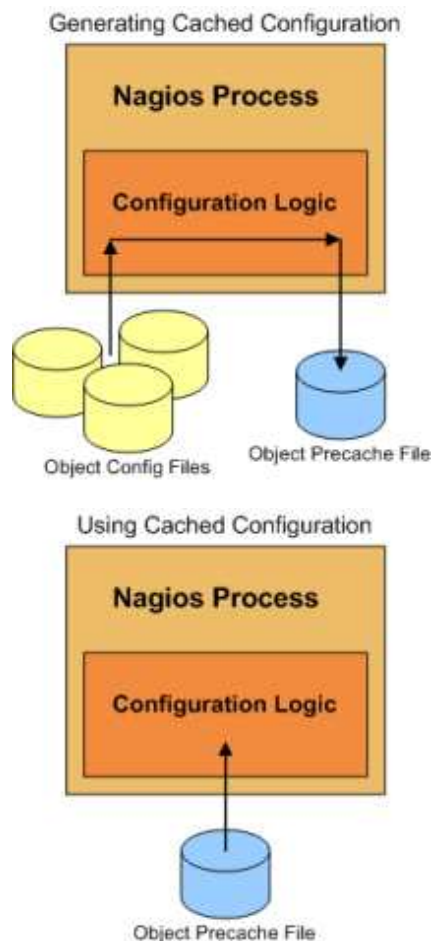 Generating Cached Configuration
Nagios Process
Configuration Logic
Object Config Files
Object Precache File
Using Cached Configuration
Nagios Process
Configuration Logic
Object Precache File